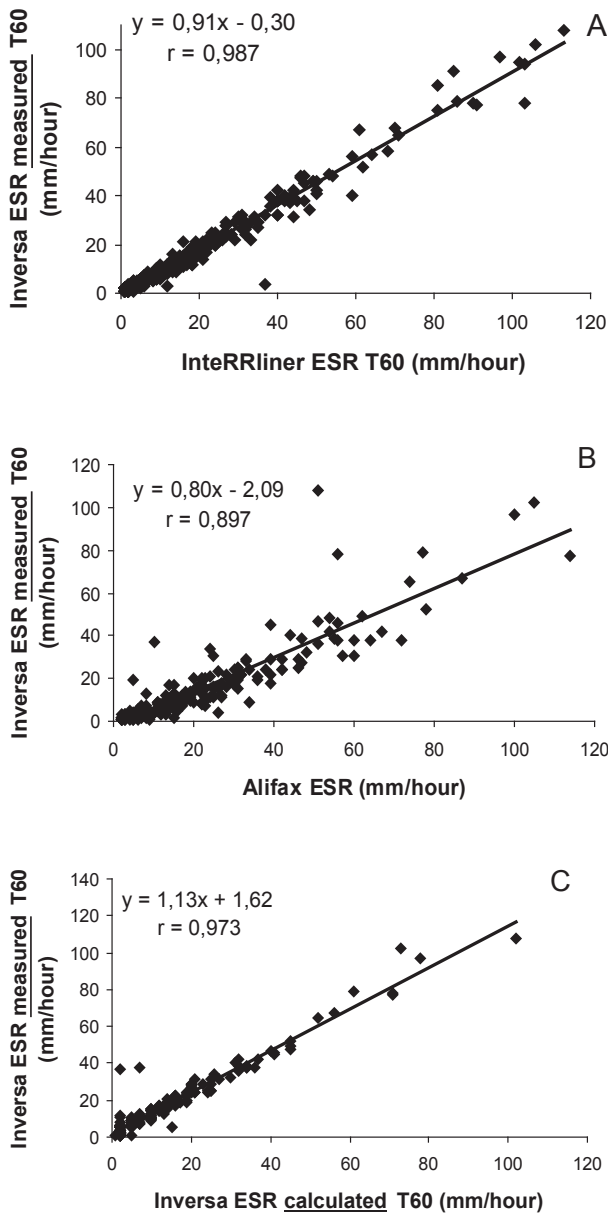 y = 0,91x - 0,30
r = 0,987
A
Inversa ESR measured T60
(mm/hour)
100
80
60
40
20
0
0 20 40 60 80 100 120
InteRRliner ESR T60 (mm/hour)
B
y = 0,80x - 2,09
r = 0,897
Inversa ESR measured T60
(mm/hour)
120
100
80
60
40
20
0
0 20 40 60 80 100 120
Alifax ESR (mm/hour)
C
y = 1,13x + 1,62
r = 0,973
Inversa ESR measured T60
(mm/hour)
140
120
100
80
60
40
20
0
0 20 40 60 80 100 120
Inversa ESR calculated T60 (mm/hour)